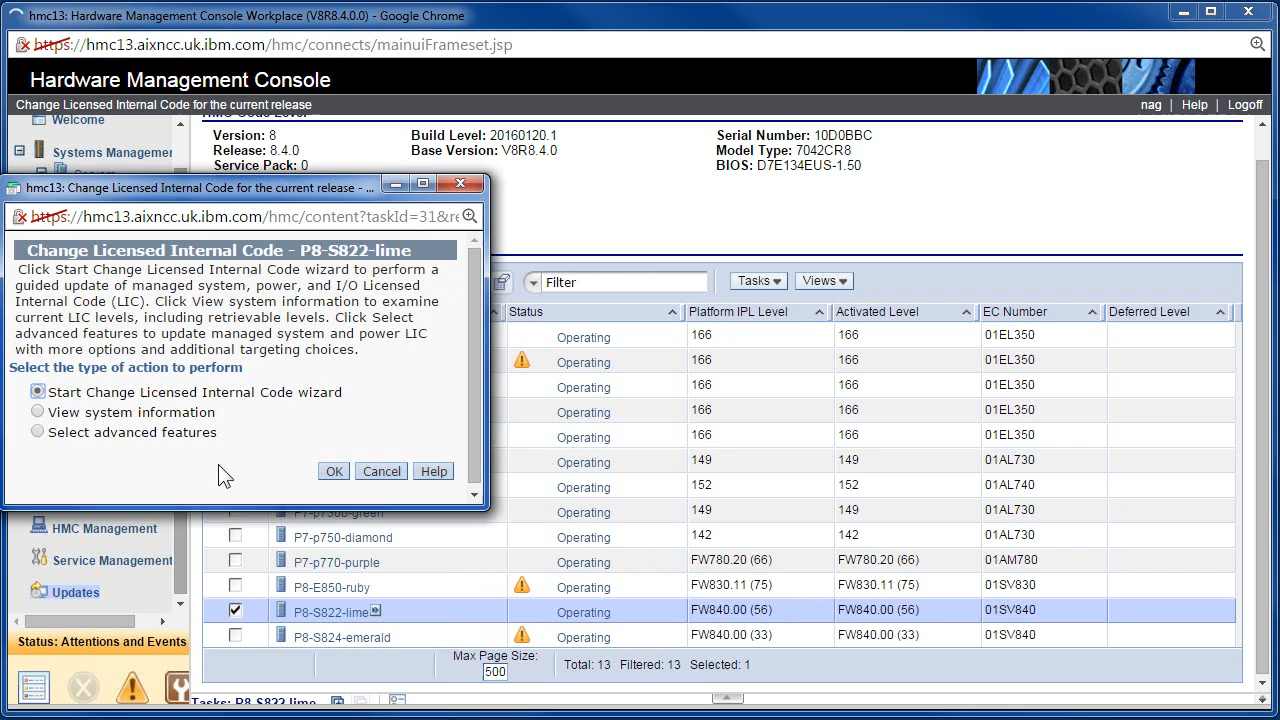 hmc13: Hardware Management Console Workplace (V8R8.4.0.0) - Google Chrome
https://hmc13.aixncc.uk.ibm.com/hmc/connects/mainuiFrameset.jsp
Hardware Management Console
Change Licensed Internal Code for the current release
nag | Help | Logoff
Welcome
Systems Managemen
HMC Code Level
Version: 8 Build Level: 20160120.1 Serial Number: 10D0BBC
Release: 8.4.0 Base Version: V8R8.4.0 Model Type: 7042CR8
Service Pack: 0 BIOS: D7E134EUS-1.50
hmc13: Change Licensed Internal Code for the current release - ...
https://hmc13.aixncc.uk.ibm.com/hmc/content?taskId=31&re
Change Licensed Internal Code - P8-S822-lime
Click Start Change Licensed Internal Code wizard to perform a
guided update of managed system, power, and I/O Licensed
Internal Code (LIC). Click View system information to examine
current LIC levels, including retrievable levels. Click Select
advanced features to update managed system and power LIC
with more options and additional targeting choices.
Select the type of action to perform
Start Change Licensed Internal Code wizard
View system information
Select advanced features
OK Cancel Help
Filter Tasks Views
Status Platform IPL Level Activated Level EC Number Deferred Level
Operating 166 166 01EL350
Operating 166 166 01EL350
Operating 166 166 01EL350
Operating 166 166 01EL350
Operating 166 166 01EL350
Operating 149 149 01AL730
Operating 152 152 01AL740
P7-p730b-green Operating 149 149 01AL730
P7-p750-diamond Operating 142 142 01AL730
P7-p770-purple Operating FW780.20 (66) FW780.20 (66) 01AM780
P8-E850-ruby Operating FW830.11 (75) FW830.11 (75) 01SV830
P8-S822-lime Operating FW840.00 (56) FW840.00 (56) 01SV840
P8-S824-emerald Operating FW840.00 (33) FW840.00 (33) 01SV840
Max Page Size:
500 Total: 13 Filtered: 13 Selected: 1
HMC Management
Service Management
Updates
Status: Attentions and Events
Tasks: P8-S822-lime